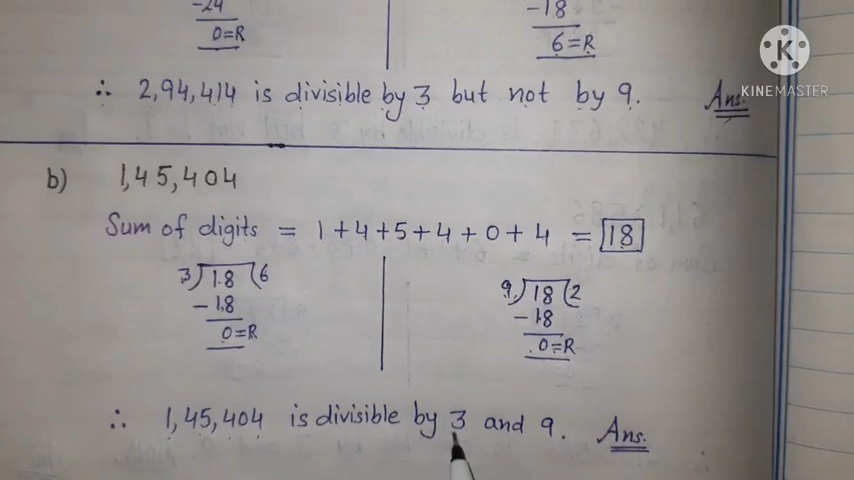 -24
-18
0=R
6=R
∴ 2,94,414 is divisible by 3 but not by 9. Ans.
KINEMASTER
b) 1,45,404
Sum of digits = 1+4+5+4+0+4 = 18
3)18(6 9)18(2
-18 -18
0=R 0=R
∴ 1,45,404 is divisible by 3 and 9. Ans.